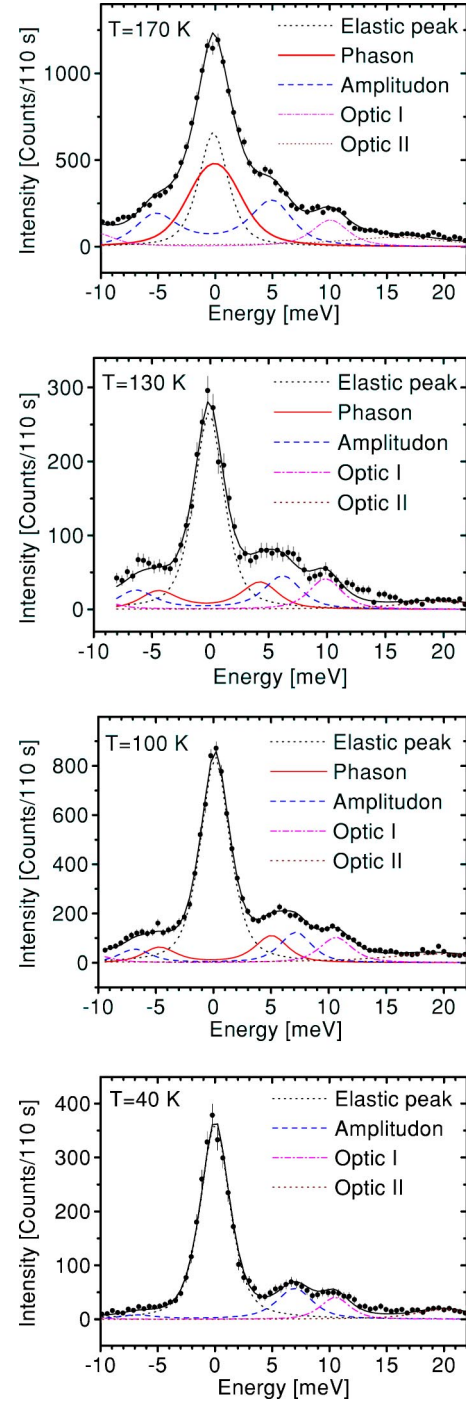 T=170 K
Elastic peak
Phason
Amplitudon
Optic I
Optic II
Intensity [Counts/110 s]
1000
500
0
-10 -5 0 5 10 15 20
Energy [meV]
T=130 K
Elastic peak
Phason
Amplitudon
Optic I
Optic II
Intensity [Counts/110 s]
300
200
100
0
-10 -5 0 5 10 15 20
Energy [meV]
T=100 K
Elastic peak
Phason
Amplitudon
Optic I
Optic II
Intensity [Counts/110 s]
800
600
400
200
0
-10 -5 0 5 10 15 20
Energy [meV]
T=40 K
Elastic peak
Amplitudon
Optic I
Optic II
Intensity [Counts/110 s]
400
300
200
100
0
-10 -5 0 5 10 15 20
Energy [meV]